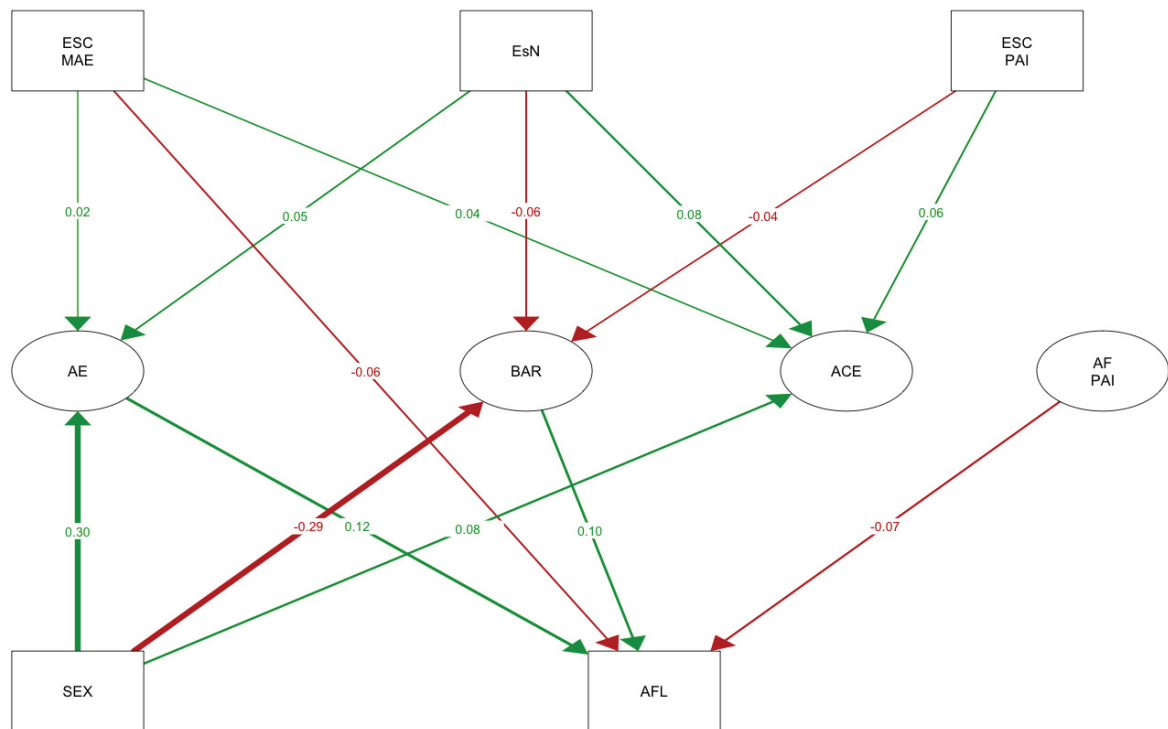 ESC
MAE
EsN
ESC
PAI
0.02
0.05
0.04
-0.06
0.08
-0.04
0.06
AE
-0.06
BAR
ACE
AF
PAI
0.30
-0.29
0.12
0.08
0.10
-0.07
SEX
AFL